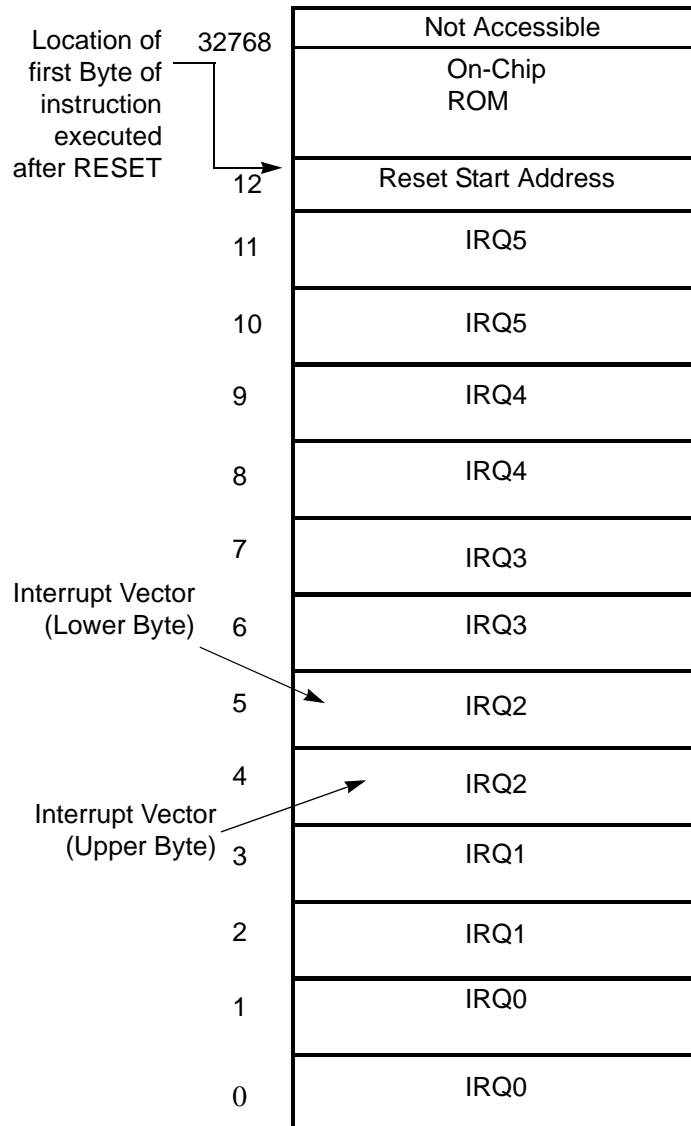 Not Accessible
Location of
first Byte of
instruction
executed
after RESET
32768
On-Chip
ROM
12
Reset Start Address
11
IRQ5
10
IRQ5
9
IRQ4
8
IRQ4
7
IRQ3
Interrupt Vector
(Lower Byte)
6
IRQ3
5
IRQ2
4
IRQ2
Interrupt Vector
(Upper Byte)
3
IRQ1
2
IRQ1
1
IRQ0
0
IRQ0